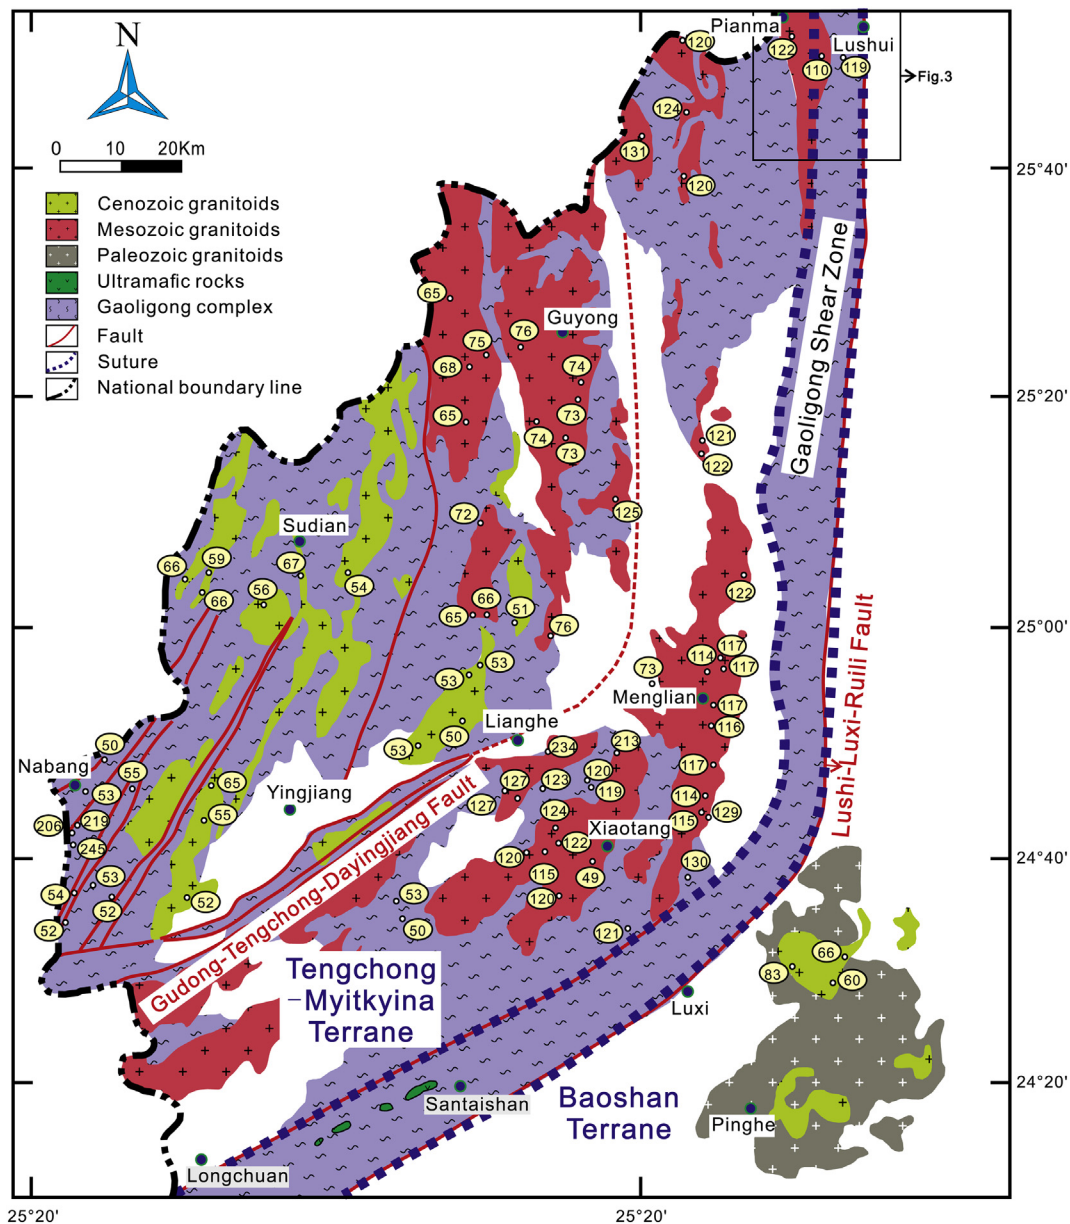 N
0 10 20Km
Cenozoic granitoids
Mesozoic granitoids
Paleozoic granitoids
Ultramafic rocks
Gaoligong complex
Fault
Suture
National boundary line
Pianma
Lushui
120
122
110
119
Fig.3
124
131
120
25°40'
Gaoligong Shear Zone
65
Guyong
76
75
68
74
65
73
74
73
25°20'
121
122
72
125
Sudian
66
59
67
56
66
54
66
65
51
76
122
25°00'
53
53
73
114
117
117
Menglian
117
116
Lianghe
50
53
Lushi-Luxi-Ruili Fault
50
Nabang
55
53
65
55
Yingjiang
206
219
245
234
213
127
123
120
119
127
124
117
114
129
115
Xiaotang
122
120
115
49
120
130
24°40'
54
53
52
52
52
53
50
121
Gudong-Tengchong-Dayingjiang Fault
Tengchong
–Myitkyina
Terrane
66
83
60
Luxi
24°20'
Santaishan
Baoshan
Terrane
Pinghe
Longchuan
25°20'
25°20'